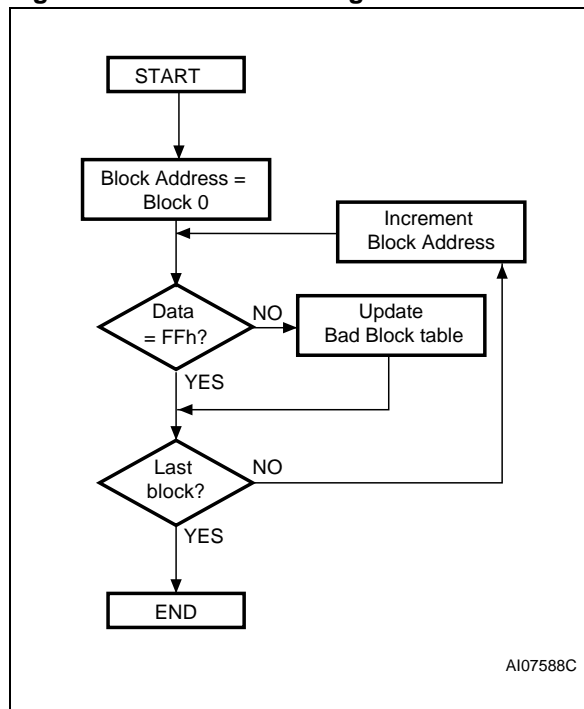 START
Block Address =
Block 0
Increment
Block Address
Data
= FFh?
NO
Update
Bad Block table
YES
Last
block?
NO
YES
END
AI07588C